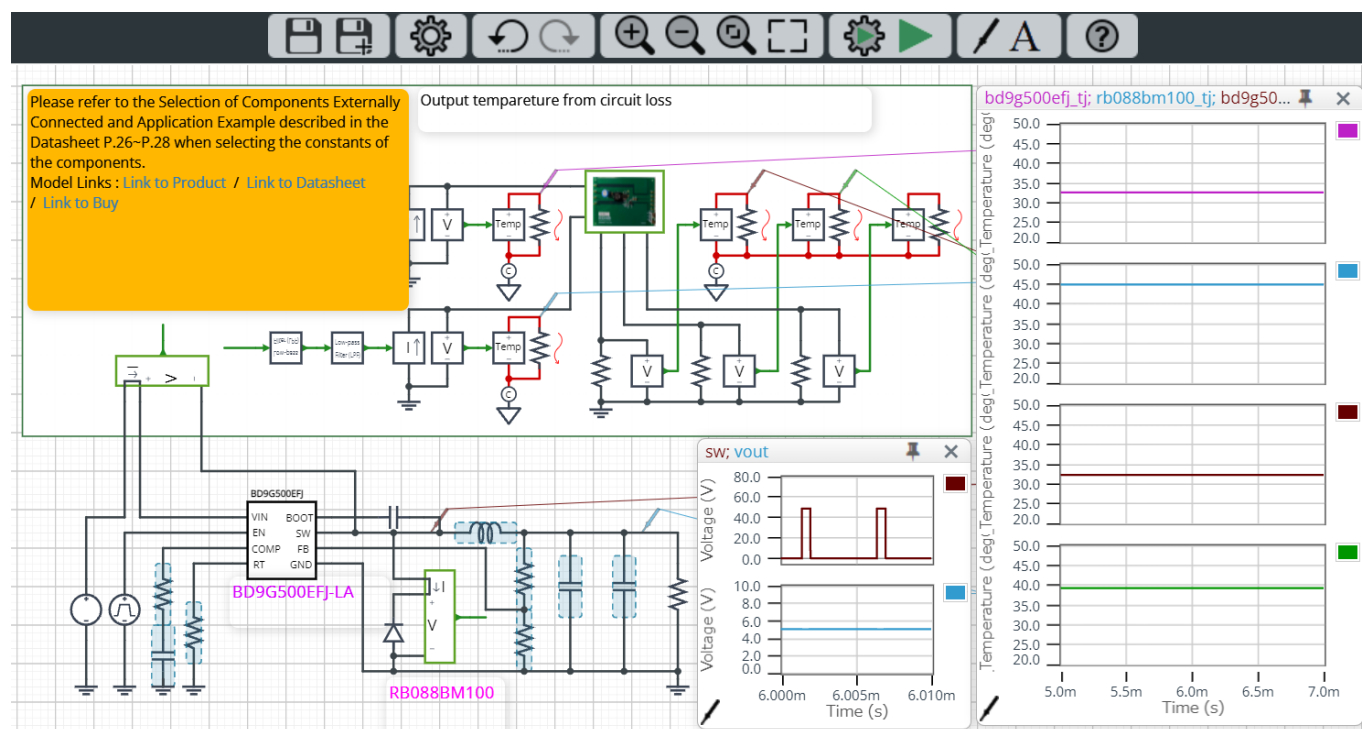 A
?
Please refer to the Selection of Components Externally
Connected and Application Example described in the
Datasheet P.26~P.28 when selecting the constants of
the components.
Model Links : Link to Product / Link to Datasheet
/ Link to Buy
Output tempareture from circuit loss
V
Temp
C
Temp
Temp
Temp
C
Low-pass
Filter (LPF)
I
V
Temp
C
V
V
V
V
BD9G500EFJ
VIN
BOOT
EN
SW
COMP
FB
RT
GND
BD9G500EFJ-LA
I
V
RB088BM100
sw; vout
Voltage (V)
80.0
60.0
40.0
20.0
0.0
Voltage (V)
10.0
8.0
6.0
4.0
2.0
0.0
6.000m
6.005m
6.010m
Time (s)
bd9g500efj_tj; rb088bm100_tj; bd9g50...
Temperature (deg(
50.0
45.0
40.0
35.0
30.0
25.0
20.0
Temperature (deg(
50.0
45.0
40.0
35.0
30.0
25.0
20.0
Temperature (deg(
50.0
45.0
40.0
35.0
30.0
25.0
20.0
Temperature (deg(
50.0
45.0
40.0
35.0
30.0
25.0
20.0
5.0m
5.5m
6.0m
6.5m
7.0m
Time (s)